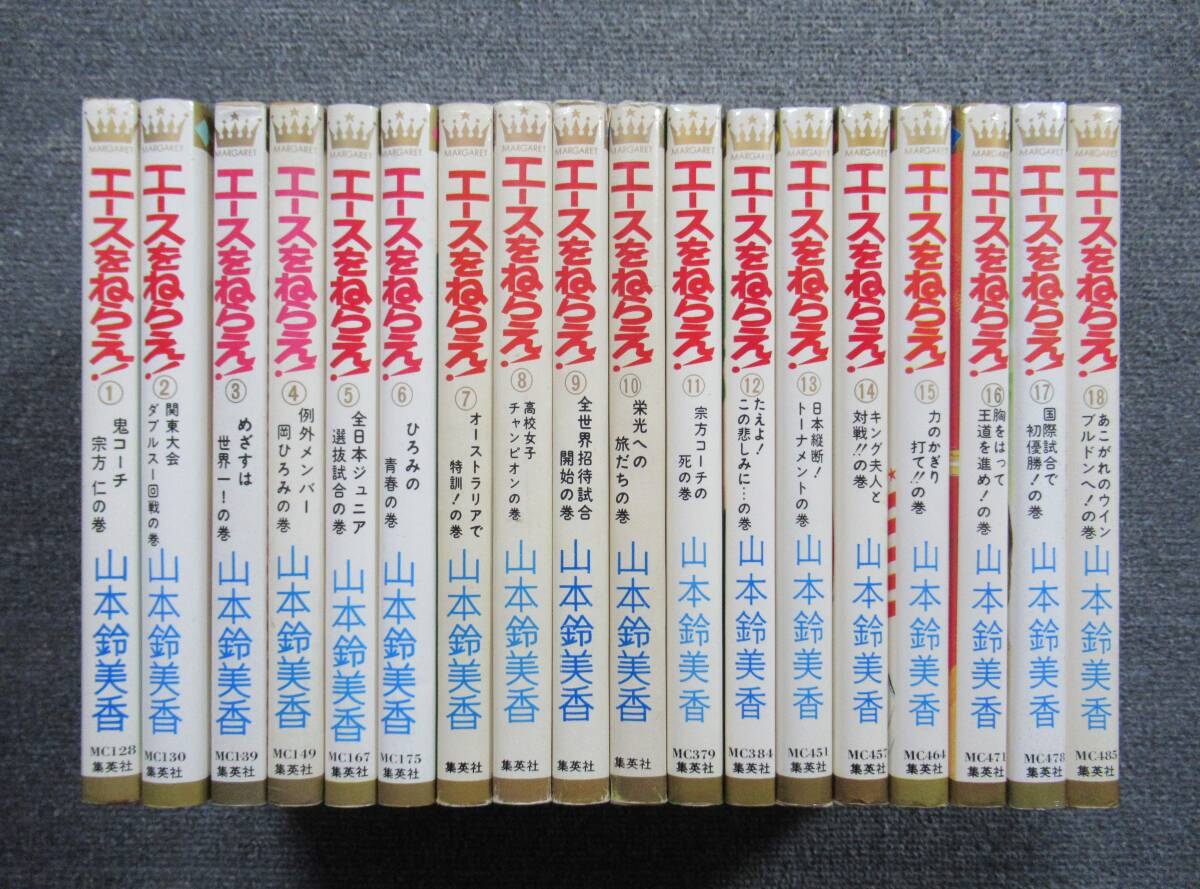 MARGARET
エースをねらえ!
①
鬼コーチ
宗方 仁の巻
山本鈴美香
MC128
集英社
MARGARET
エースをねらえ!
②
関東大会
ダブルス一回戦の巻
山本鈴美香
MC130
集英社
MARGARET
エースをねらえ!
③
めざすは
世界一!の巻
山本鈴美香
MC139
集英社
MARGARET
エースをねらえ!
④
例外メンバー
岡ひろみの巻
山本鈴美香
MC149
集英社
MARGARET
エースをねらえ!
⑤
全日本ジュニア
選抜試合の巻
山本鈴美香
MC167
集英社
MARGARET
エースをねらえ!
⑥
ひろみの
青春の巻
山本鈴美香
MC175
集英社
MARGARET
エースをねらえ!
⑦
オーストラリアで
特訓!の巻
山本鈴美香
集英社
MARGARET
エースをねらえ!
⑧
高校女子
チャンピオンの巻
山本鈴美香
集英社
MARGARET
エースをねらえ!
⑨
全世界招待試合
開始の巻
山本鈴美香
集英社
MARGARET
エースをねらえ!
⑩
栄光への
旅だちの巻
山本鈴美香
集英社
MARGARET
エースをねらえ!
⑪
宗方コーチの
死の巻
山本鈴美香
MC379
集英社
MARGARET
エースをねらえ!
⑫
たえよ!
この悲しみに…の巻
山本鈴美香
MC384
集英社
MARGARET
エースをねらえ!
⑬
日本縦断!
トーナメントの巻
山本鈴美香
MC451
集英社
MARGARET
エースをねらえ!
⑭
キング夫人と
対戦!!の巻
山本鈴美香
MC457
集英社
MARGARET
エースをねらえ!
⑮
力のかぎり
打て!!の巻
山本鈴美香
MC464
集英社
MARGARET
エースをねらえ!
⑯
胸をはって
王道を進め!の巻
山本鈴美香
MC471
集英社
MARGARET
エースをねらえ!
⑰
国際試合で
初優勝!の巻
山本鈴美香
MC478
集英社
MARGARET
エースをねらえ!
⑱
あこがれのウイン
ブルドンへ!の巻
山本鈴美香
MC485
集英社